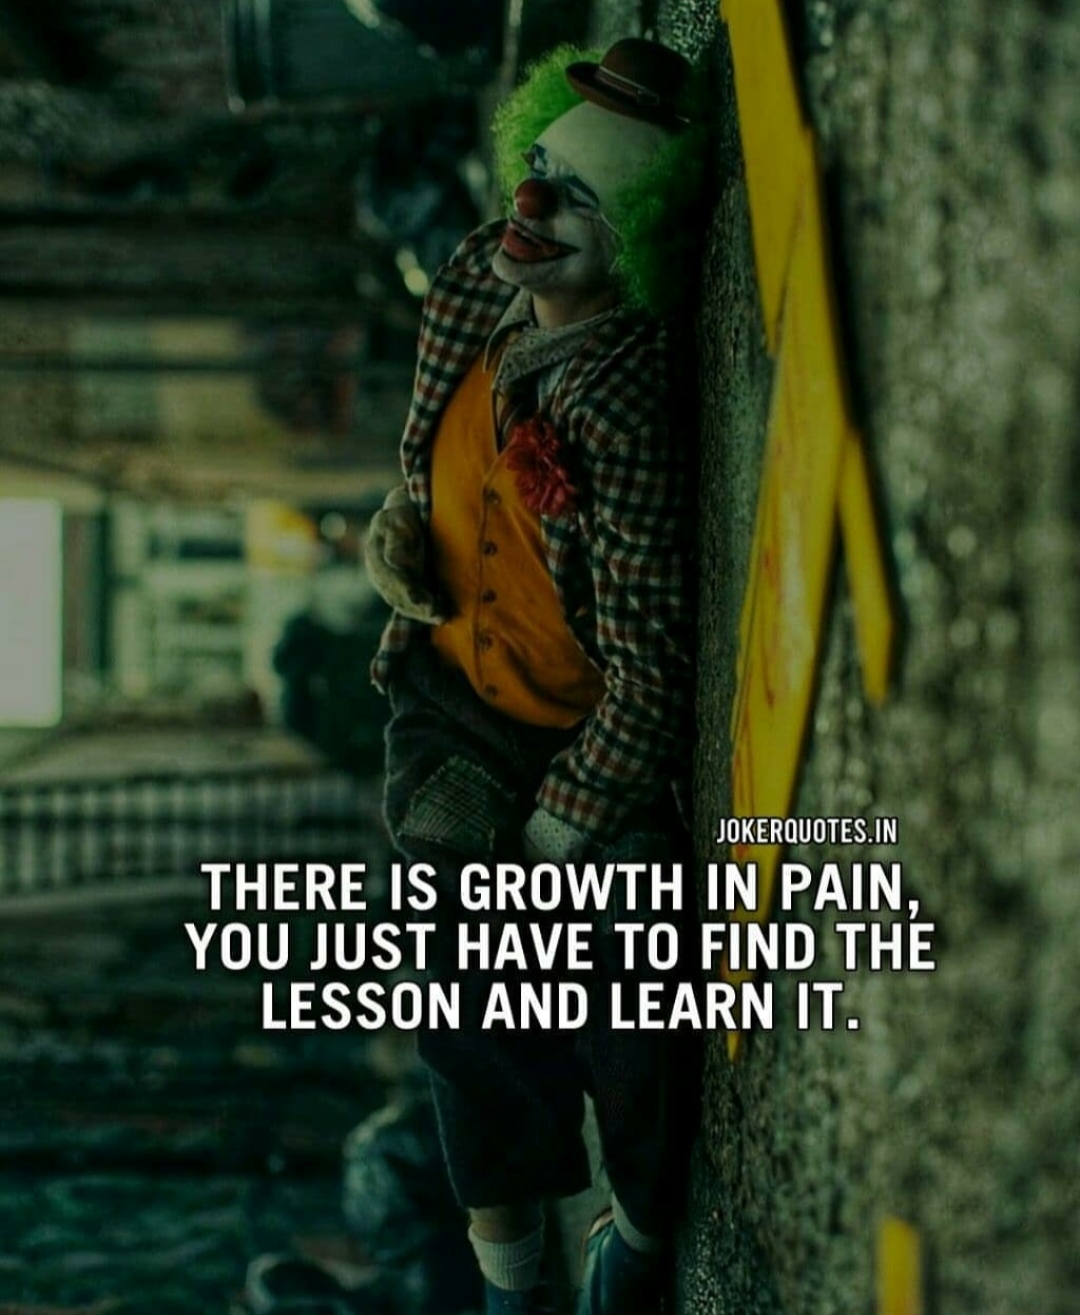 JOKERQUOTES.IN
THERE IS GROWTH IN PAIN,
YOU JUST HAVE TO FIND THE
LESSON AND LEARN IT.